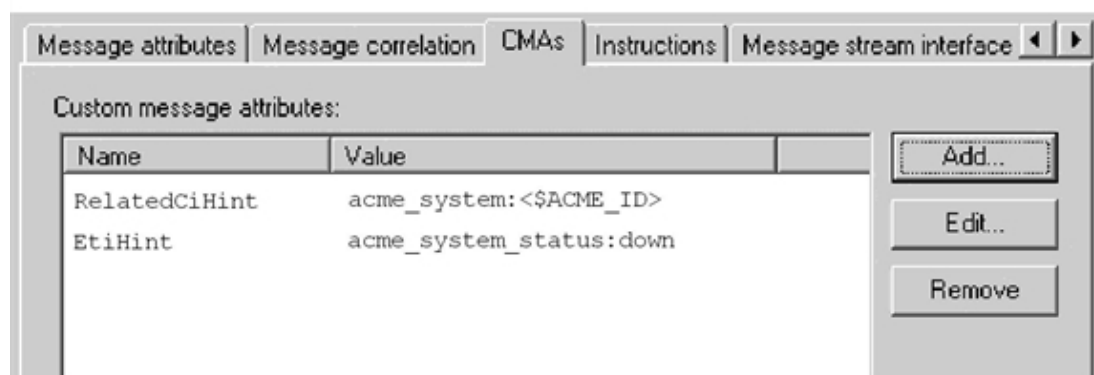 Message attributes Message correlation CMAs Instructions Message stream interface
Custom message attributes:
Name Value
Add...
RelatedCiHint acme_system:<$ACME_ID>
Edit...
EtiHint acme_system_status:down
Remove